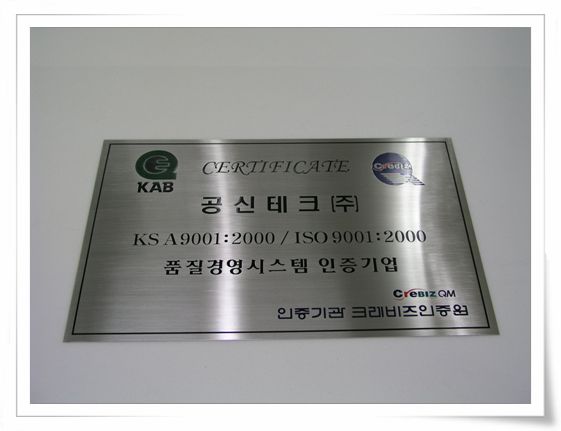 CERTIFICATE
KAB
CreBiz
공신테크(주)
KS A9001:2000 / ISO 9001:2000
품질경영시스템 인증기업
CreBiz QM
인증기관 크레비즈인증원